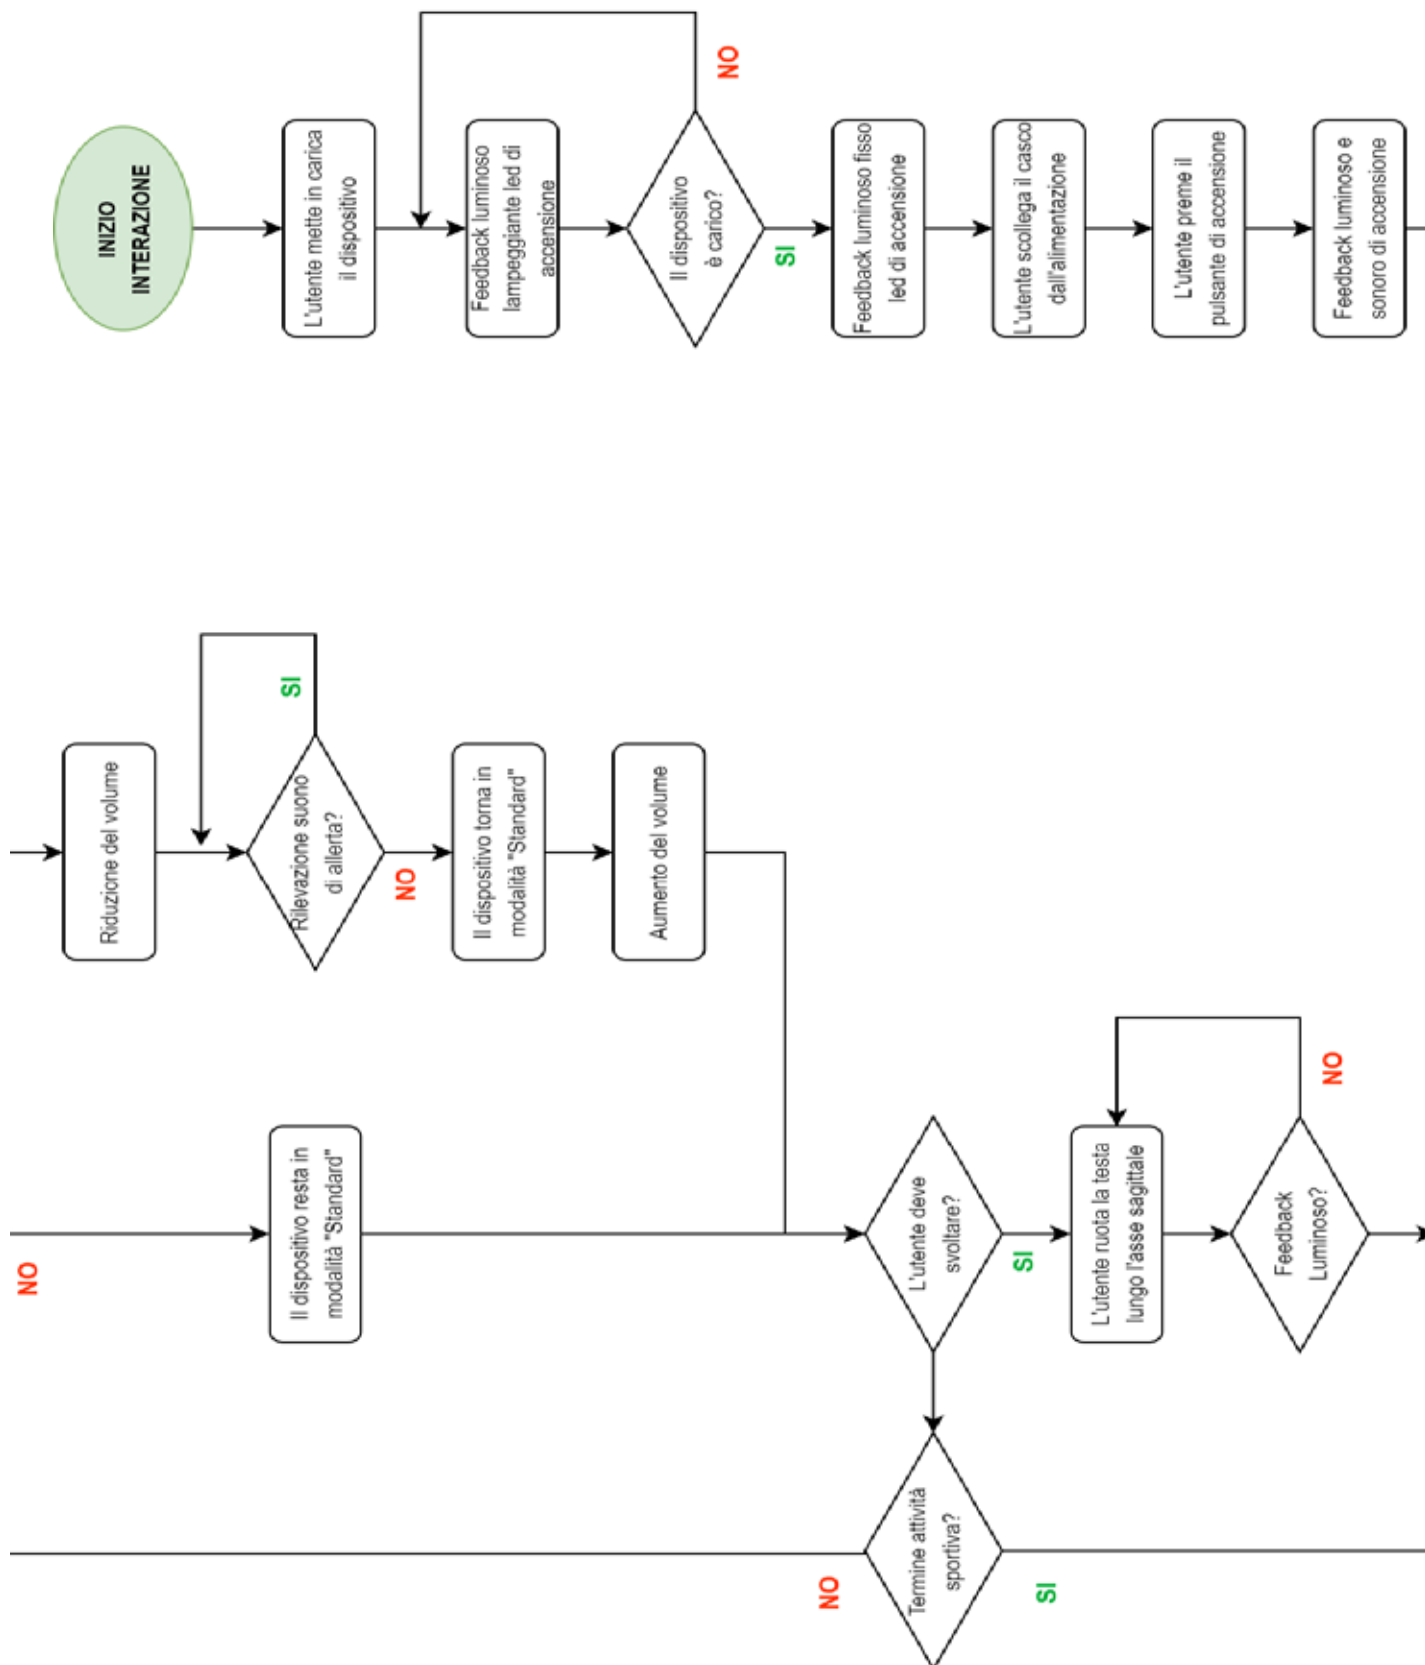 INIZIO
INTERAZIONE
L'utente mette in carica
il dispositivo
Feedback luminoso
lampeggiante led di
accensione
Il dispositivo
è carico?
NO
SI
Feedback luminoso fisso
led di accensione
L'utente scollega il casco
dall'alimentazione
L'utente preme il
pulsante di accensione
Feedback luminoso e
sonoro di accensione
Riduzione del volume
Rilevazione suono
di allerta?
SI
NO
Il dispositivo torna in
modalità "Standard"
Aumento del volume
NO
Il dispositivo resta in
modalità "Standard"
L'utente deve
svoltare?
SI
L'utente ruota la testa
lungo l'asse sagittale
Feedback
Luminoso?
NO
Termine attività
sportiva?
NO
SI